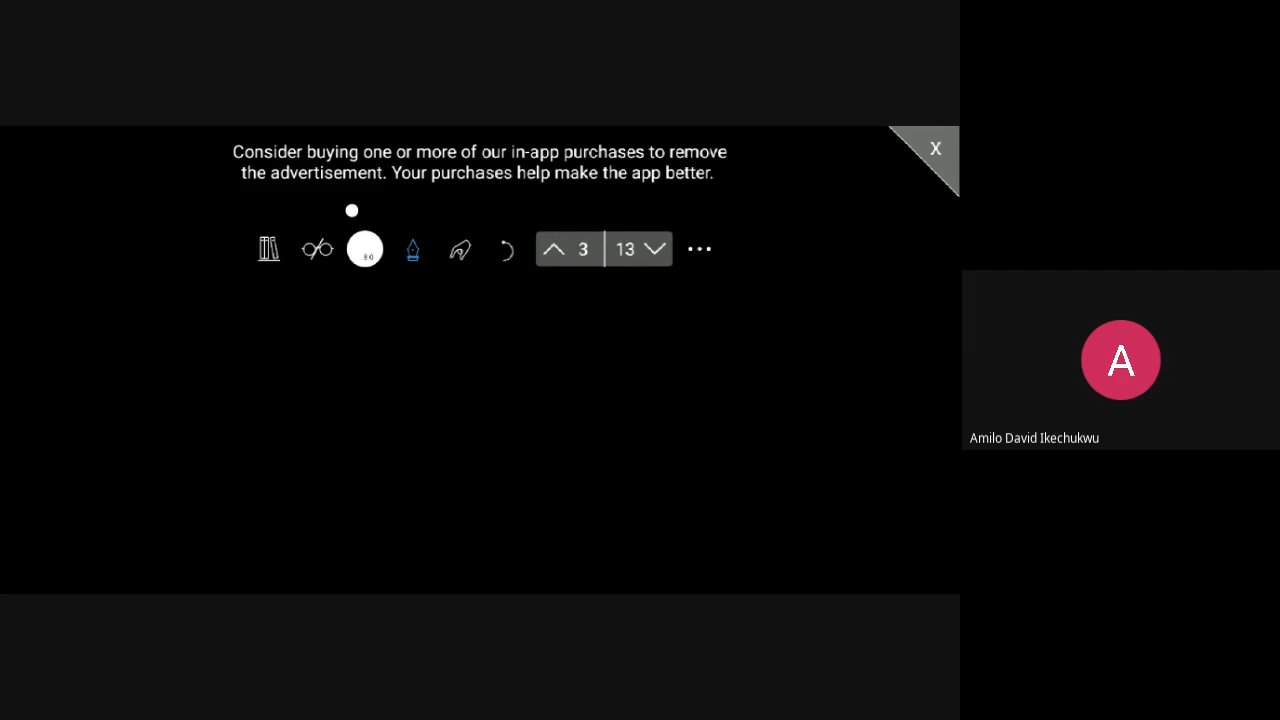 Consider buying one or more of our in-app purchases to remove
the advertisement. Your purchases help make the app better.
X
3 13
A
Amilo David Ikechukwu